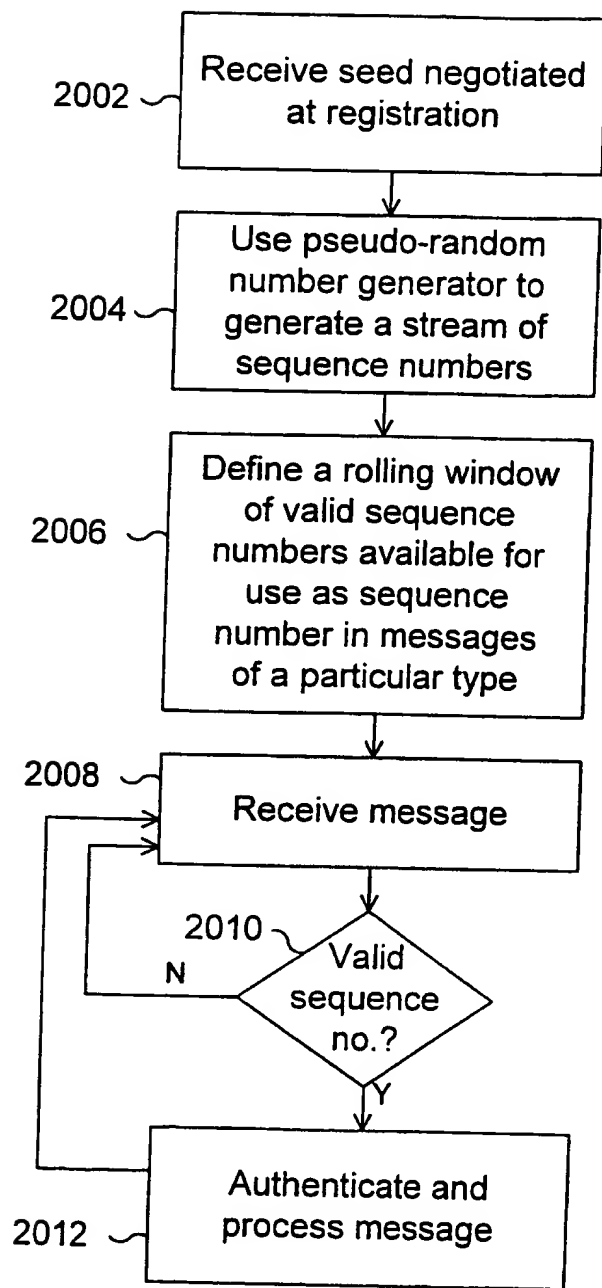 2002
Receive seed negotiated
at registration
2004
Use pseudo-random
number generator to
generate a stream of
sequence numbers
2006
Define a rolling window
of valid sequence
numbers available for
use as sequence
number in messages
of a particular type
2008
Receive message
2010
Valid
sequence
no.?
N
Y
Authenticate and
process message
2012